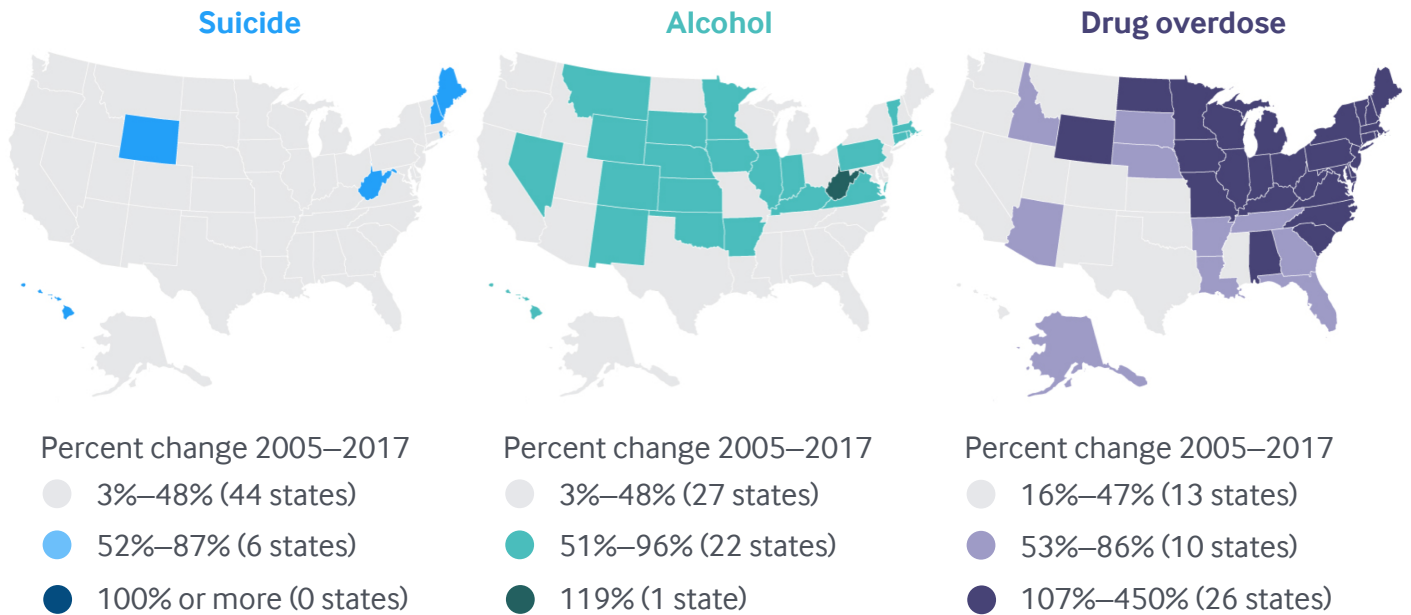 Suicide
Alcohol
Drug overdose
Percent change 2005–2017
3%–48% (44 states)
52%–87% (6 states)
100% or more (0 states)
Percent change 2005–2017
3%–48% (27 states)
51%–96% (22 states)
119% (1 state)
Percent change 2005–2017
16%–47% (13 states)
53%–86% (10 states)
107%–450% (26 states)